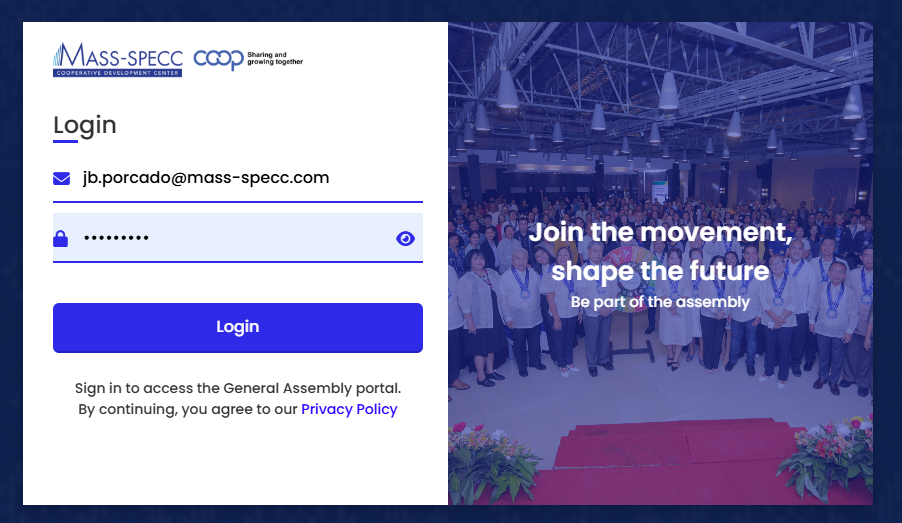 MASS-SPECC
COOPERATIVE DEVELOPMENT CENTER
COOP
Sharing and
growing together
Login
jb.porcado@mass-specc.com
•••••••••
Login
Sign in to access the General Assembly portal.
By continuing, you agree to our Privacy Policy
Join the movement,
shape the future
Be part of the assembly